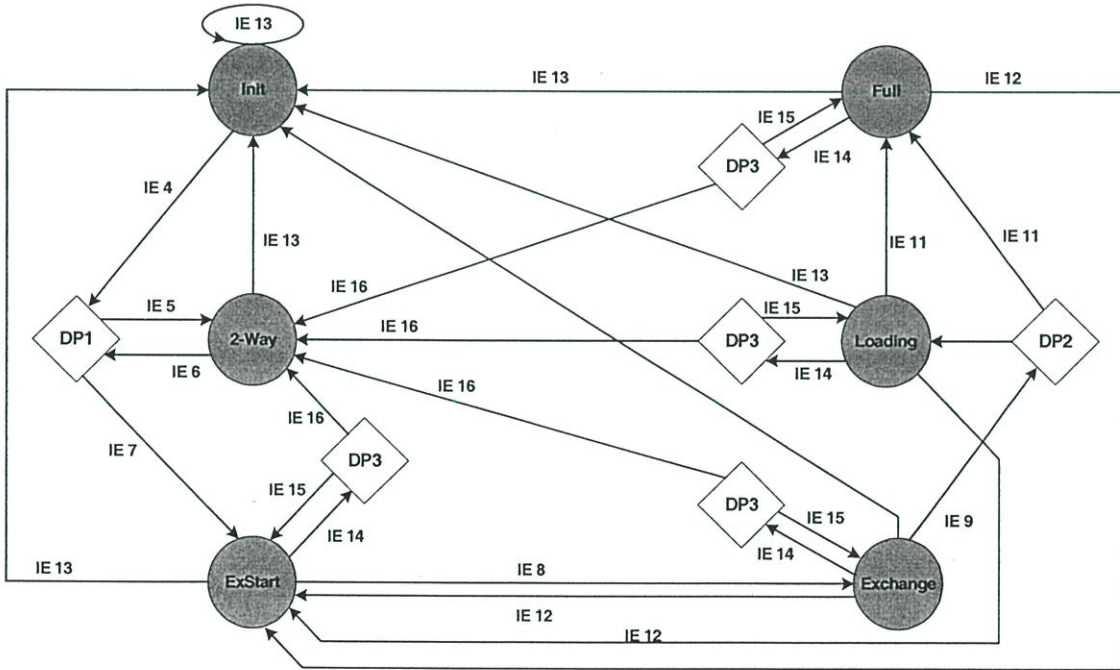 IE 13
Init
IE 13
Full
IE 12
IE 15
DP3
IE 14
IE 4
IE 13
IE 11
IE 11
IE 13
IE 16
IE 5
IE 15
DP1
2-Way
IE 16
DP3
Loading
DP2
IE 6
IE 14
IE 16
IE 16
IE 7
DP3
IE 15
IE 14
DP3
IE 15
IE 9
IE 14
IE 13
ExStart
IE 8
Exchange
IE 12
IE 12